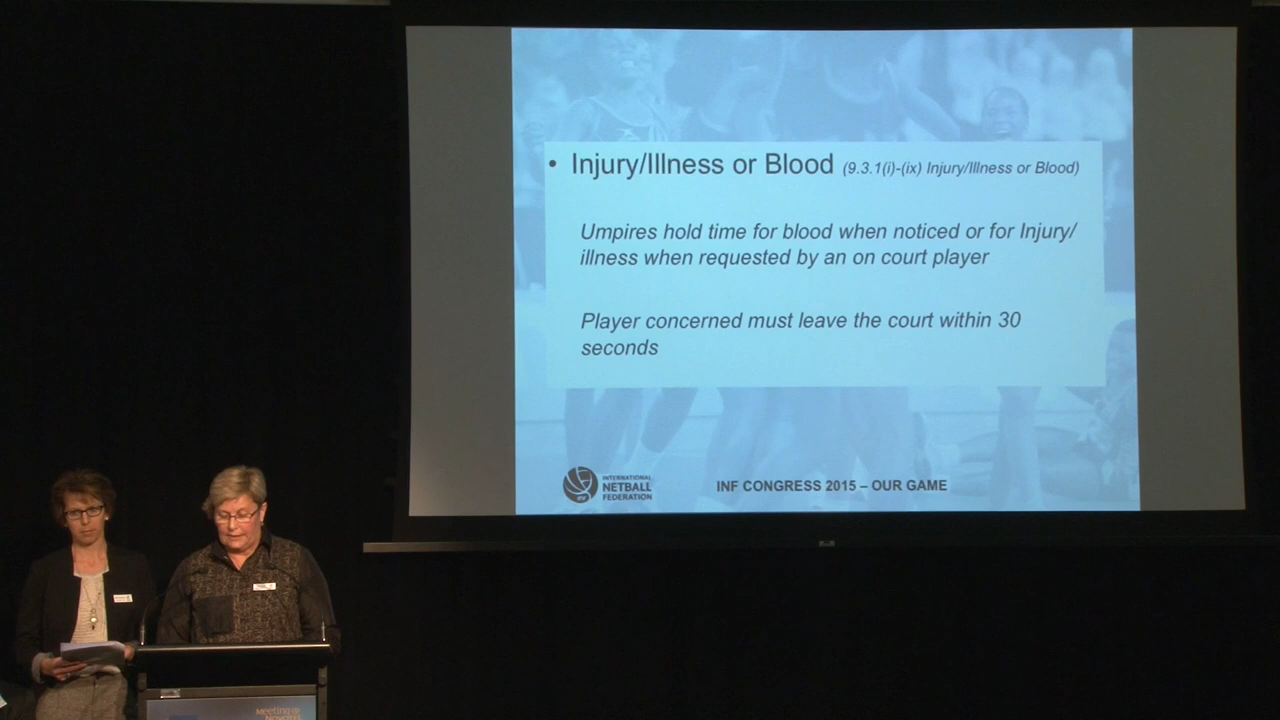 • Injury/Illness or Blood (9.3.1(i)-(ix) Injury/Illness or Blood)
Umpires hold time for blood when noticed or for Injury/
illness when requested by an on court player
Player concerned must leave the court within 30
seconds
INTERNATIONAL
NETBALL
FEDERATION
INF CONGRESS 2015 – OUR GAME